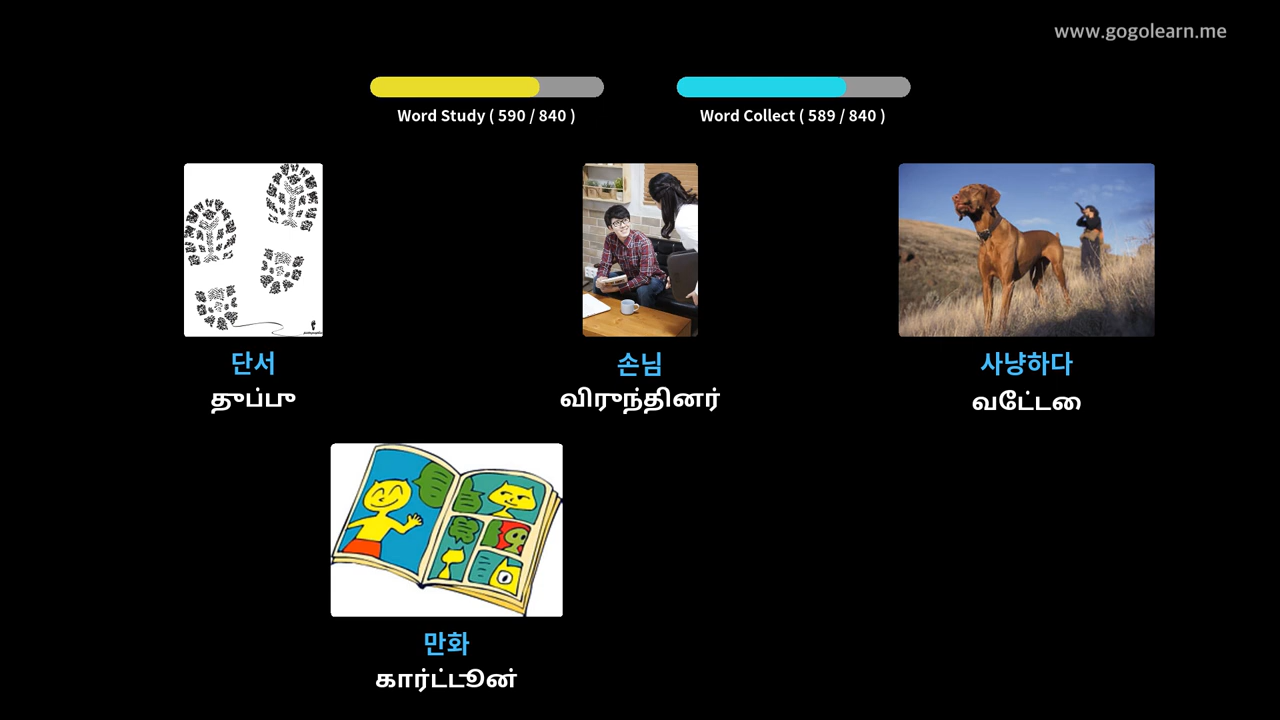 www.gogolearn.me
Word Study ( 590 / 840 )
Word Collect ( 589 / 840 )
단서
துப்பு
손님
விருந்தினர்
사냥하다
வேட்டை
만화
கார்ட்டூன்